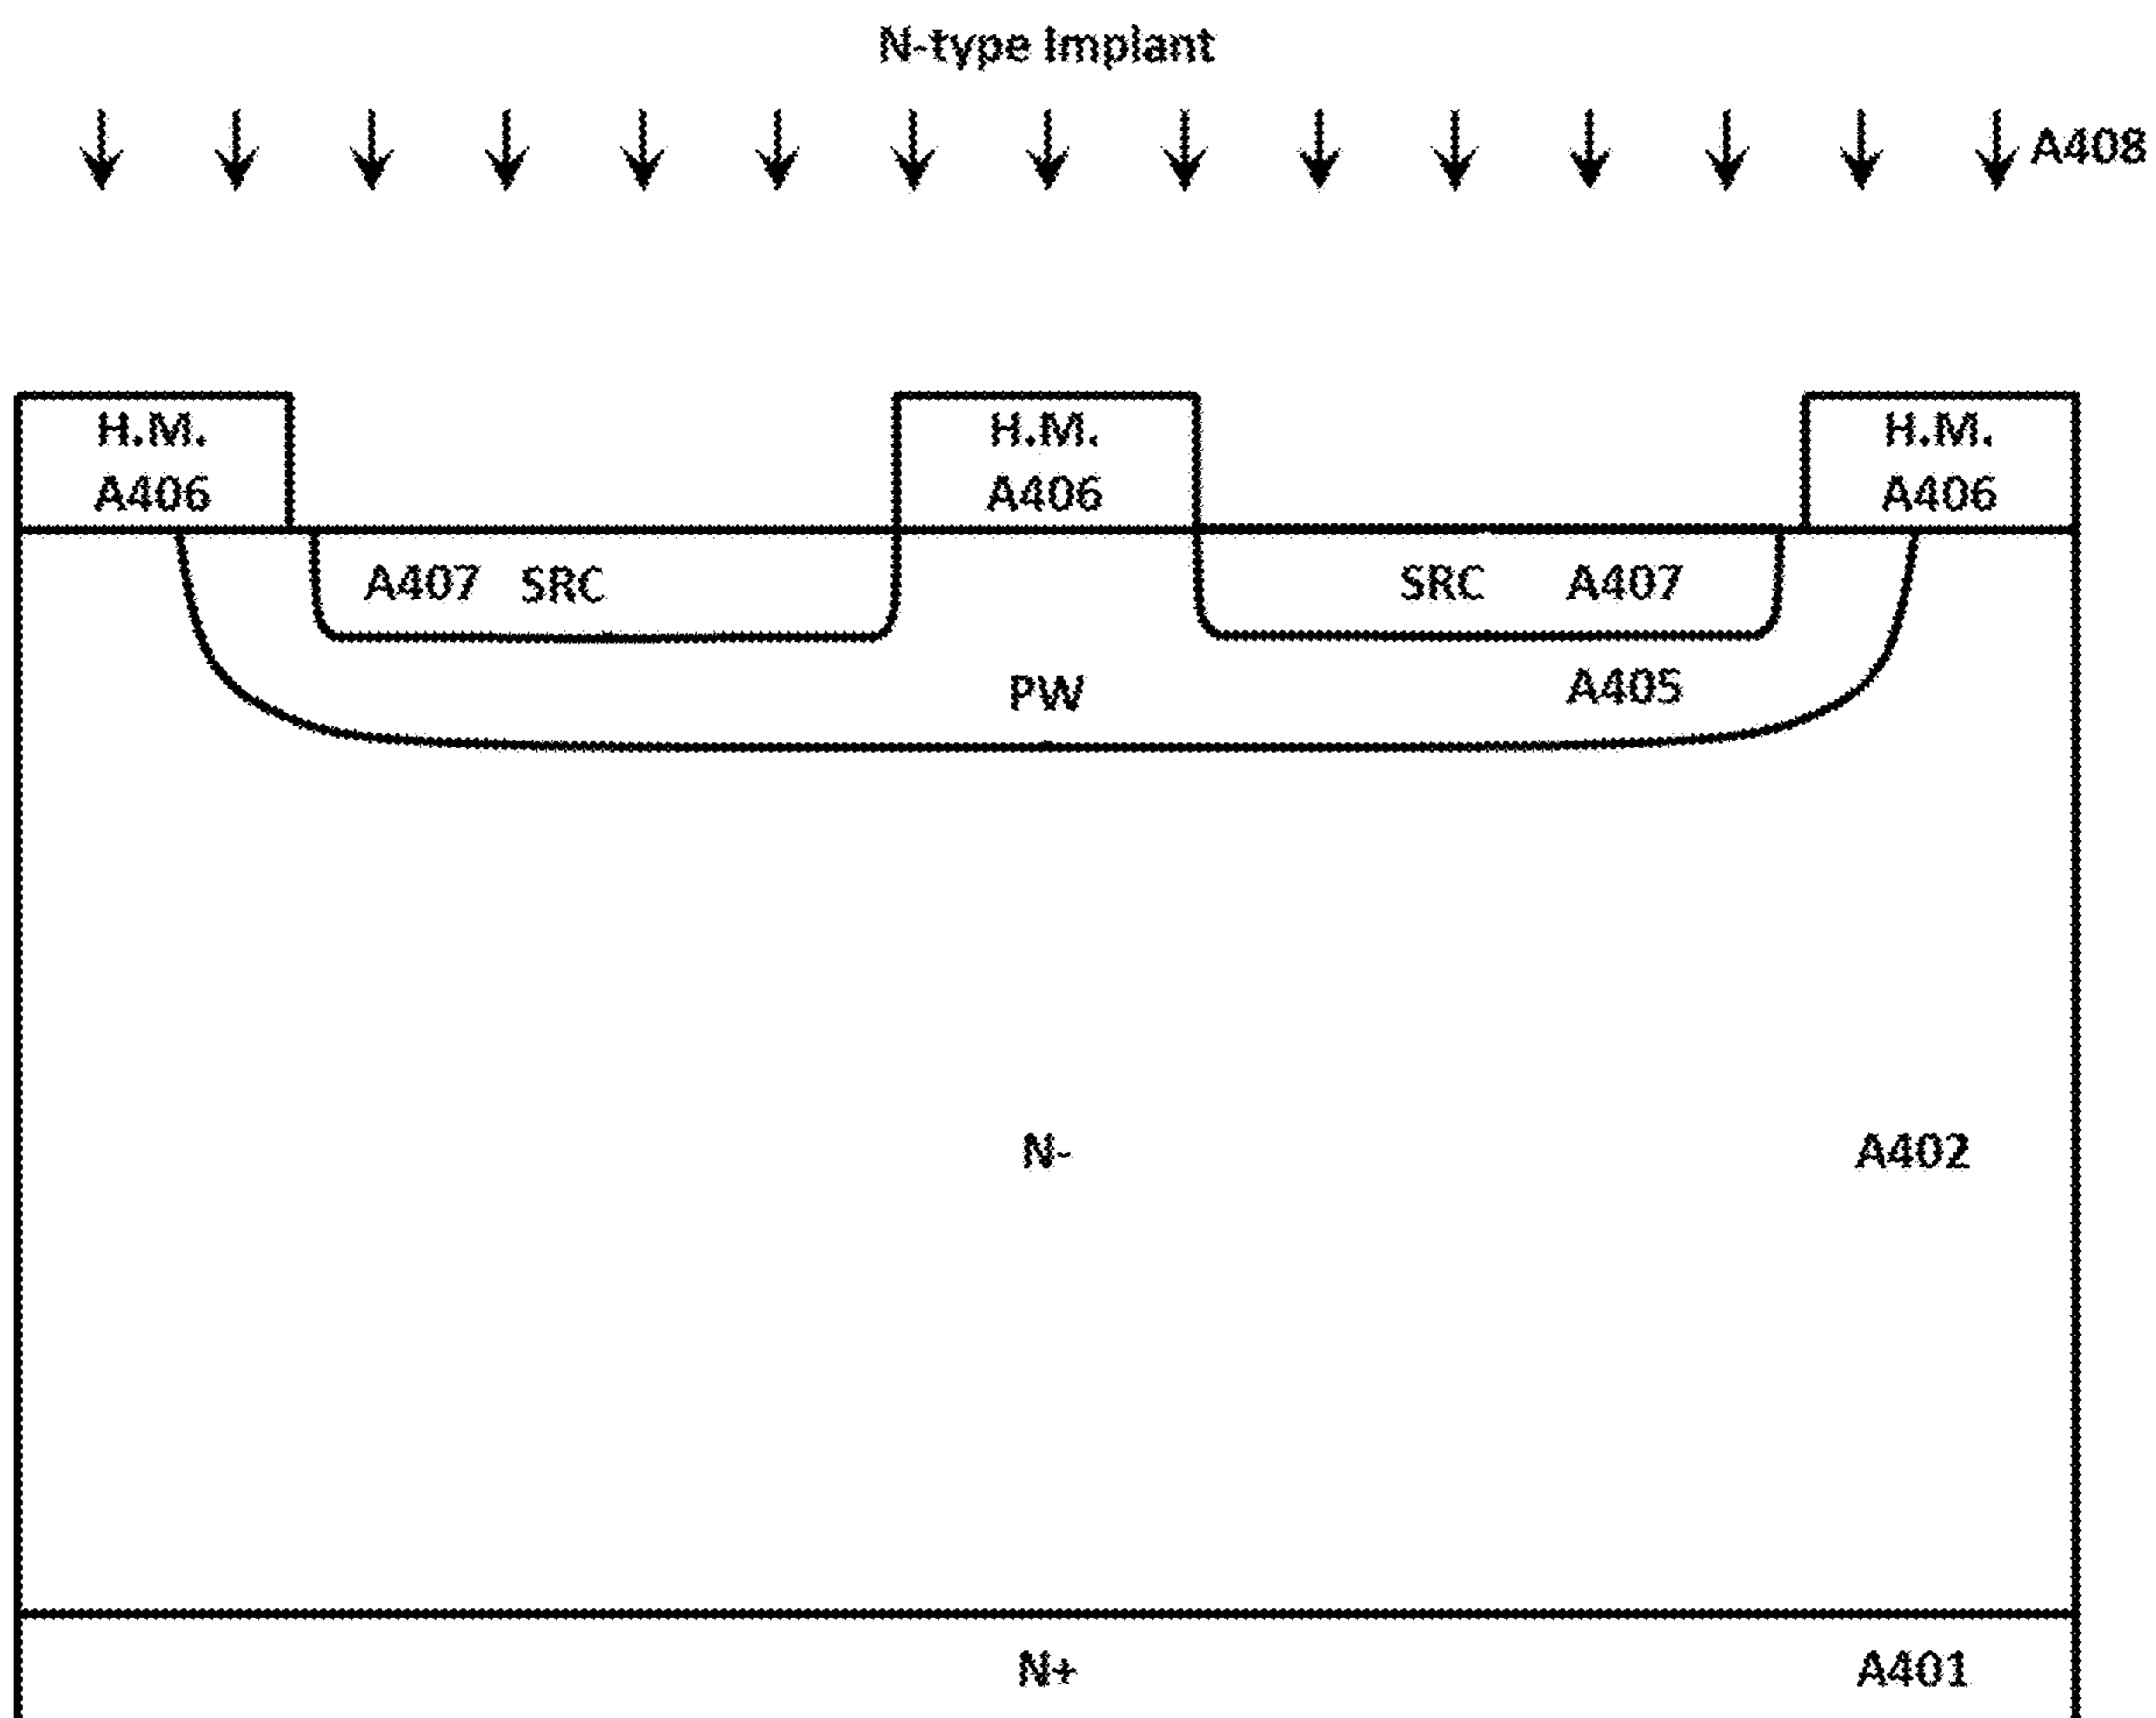 N-type Implant
A408
H.M. H.M. H.M.
A406 A406 A406
A407 SRC SRC A407
PW A405
N- A402
N+ A401